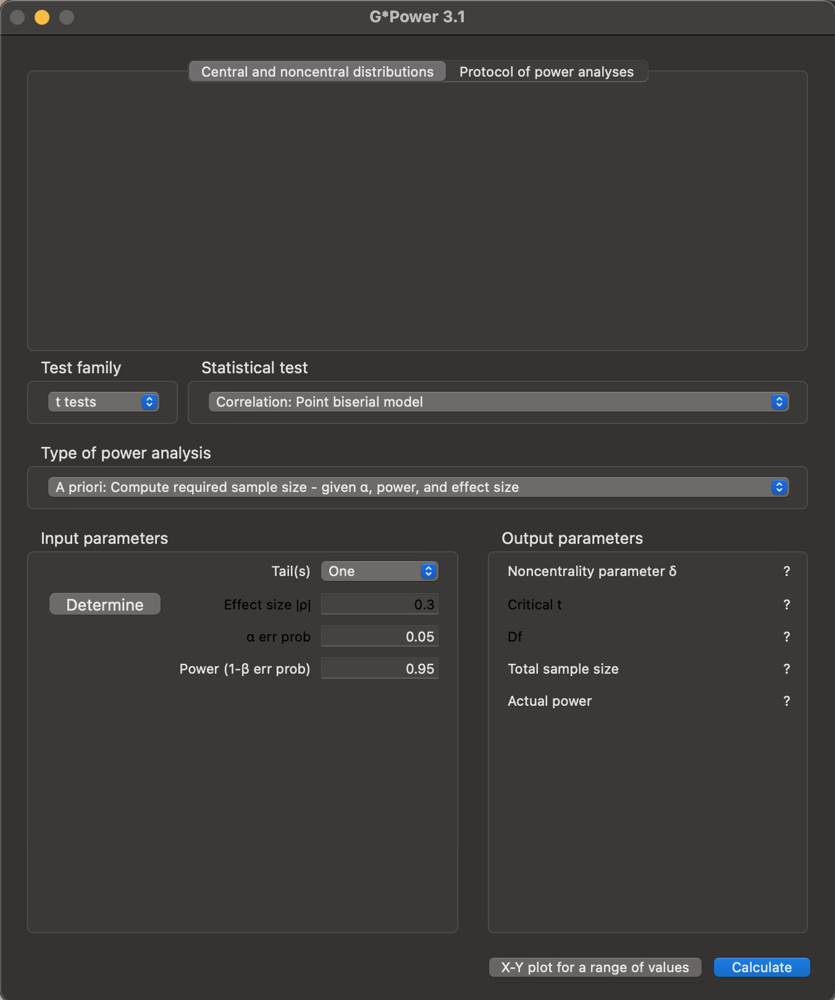 G*Power 3.1
Central and noncentral distributions Protocol of power analyses
Test family Statistical test
t tests Correlation: Point biserial model
Type of power analysis
A priori: Compute required sample size - given α, power, and effect size
Input parameters Output parameters
Tail(s) One Noncentrality parameter δ ?
Determine Effect size |ρ| 0.3 Critical t ?
α err prob 0.05 Df ?
Power (1-β err prob) 0.95 Total sample size ?
Actual power ?
X-Y plot for a range of values Calculate